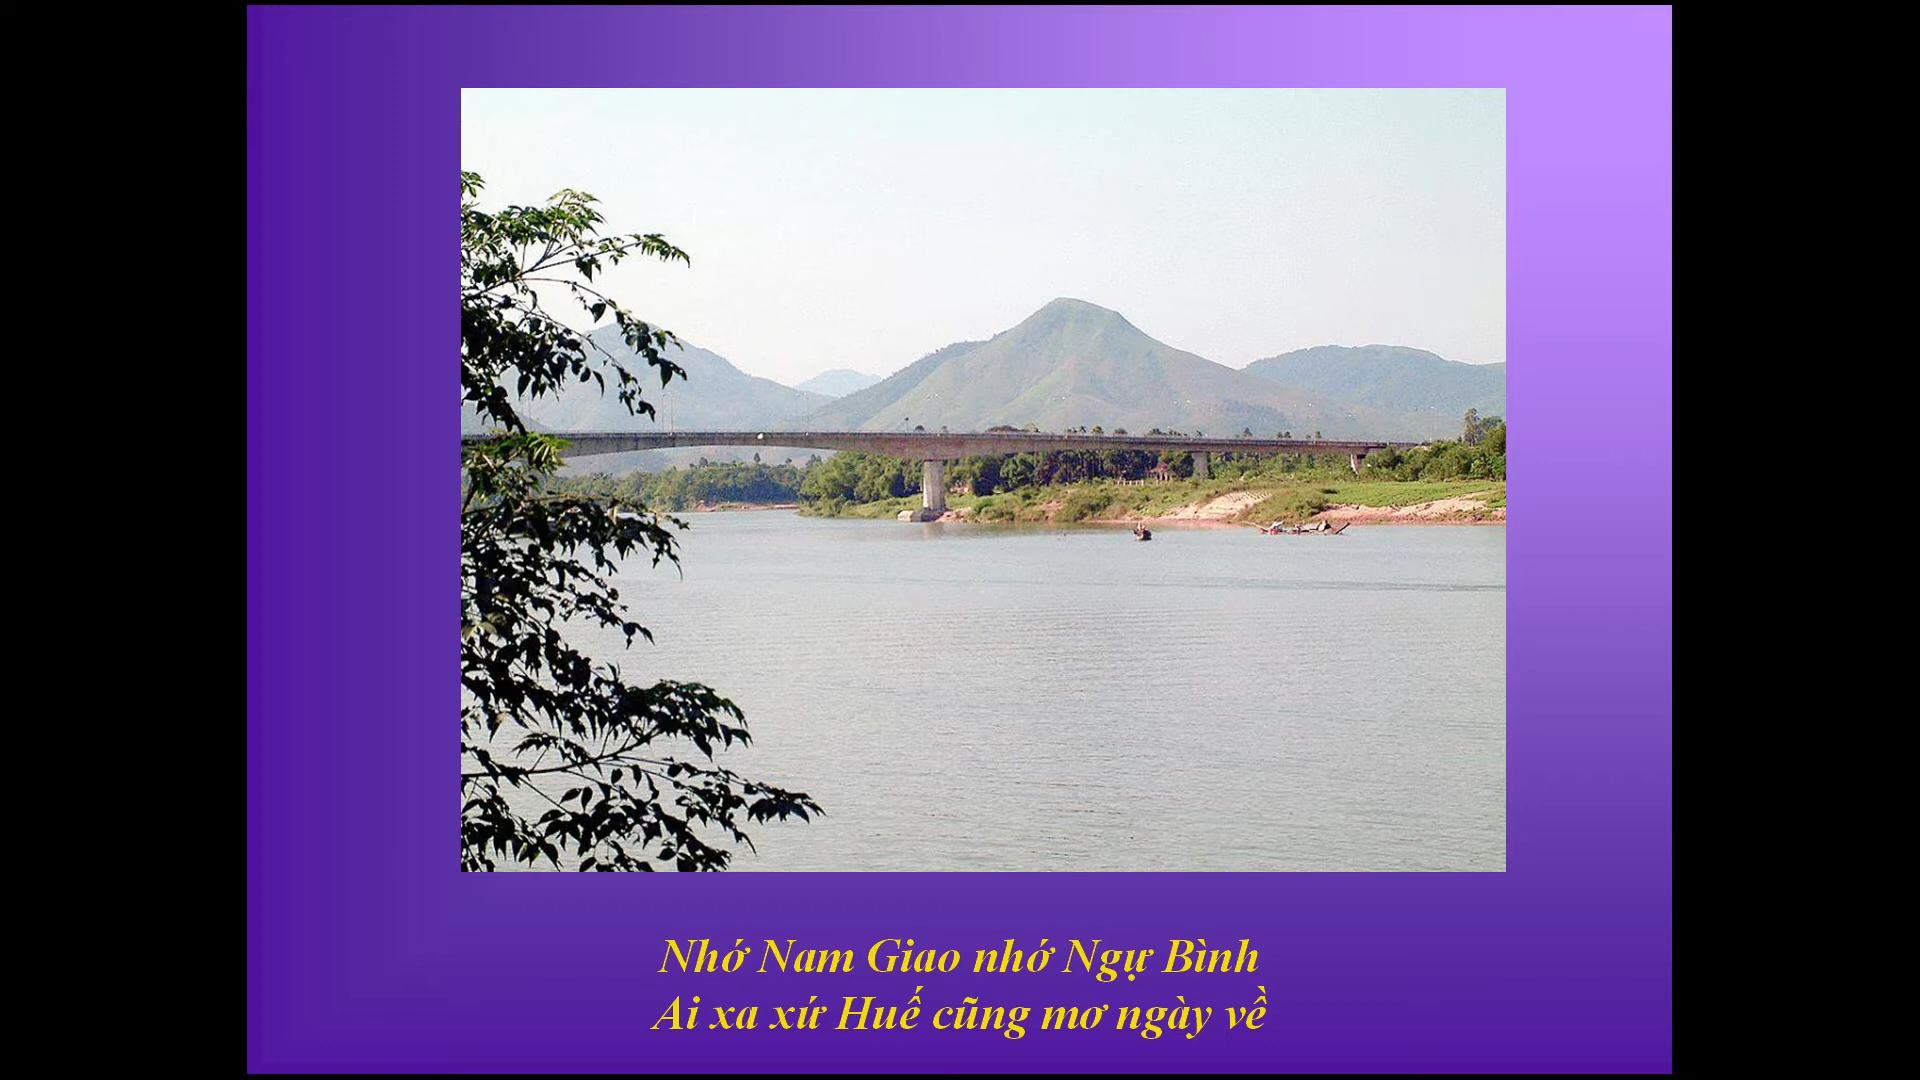 Nhớ Nam Giao nhớ Ngự Bình
Ai xa xứ Huế cũng mơ ngày về